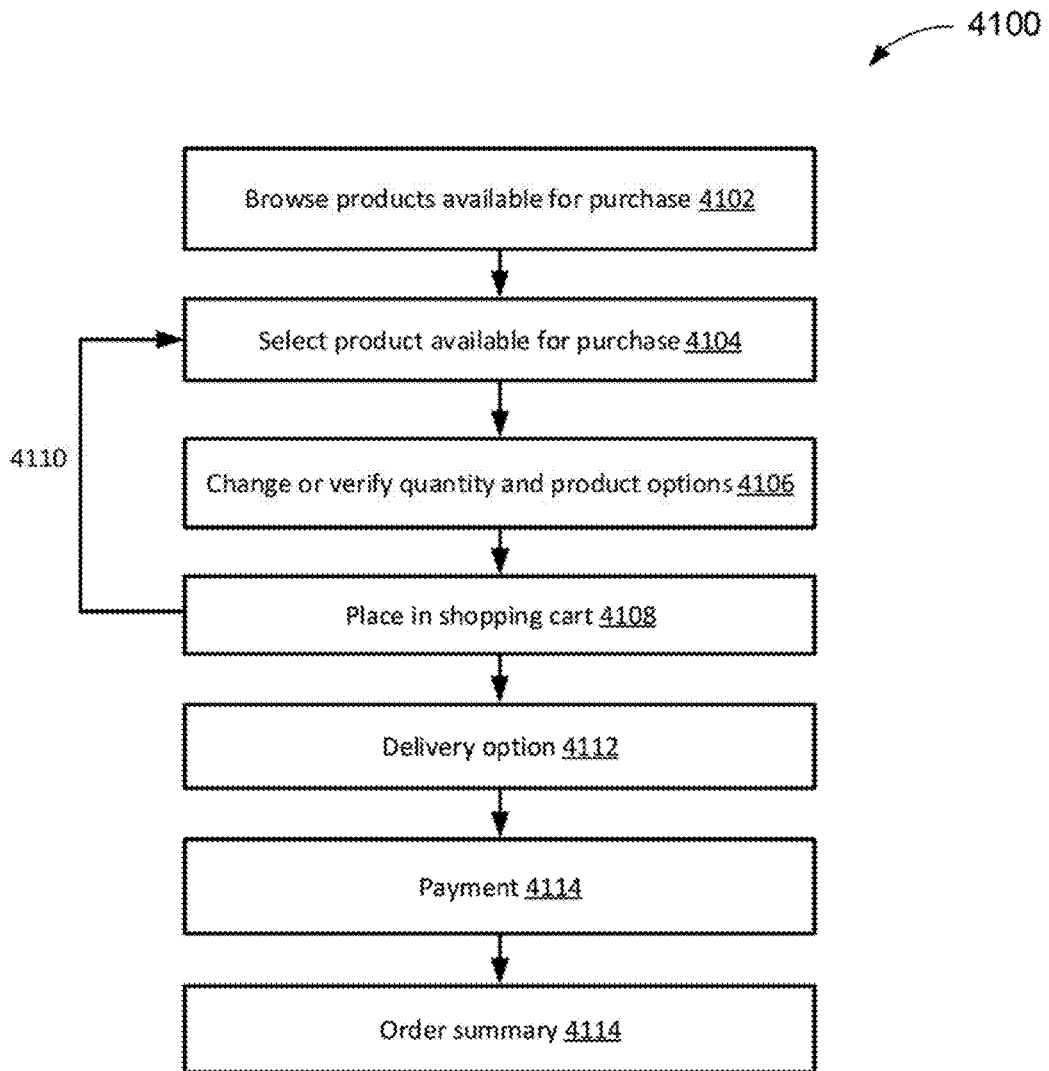 4100
Browse products available for purchase 4102
Select product available for purchase 4104
4110
Change or verify quantity and product options 4106
Place in shopping cart 4108
Delivery option 4112
Payment 4114
Order summary 4114